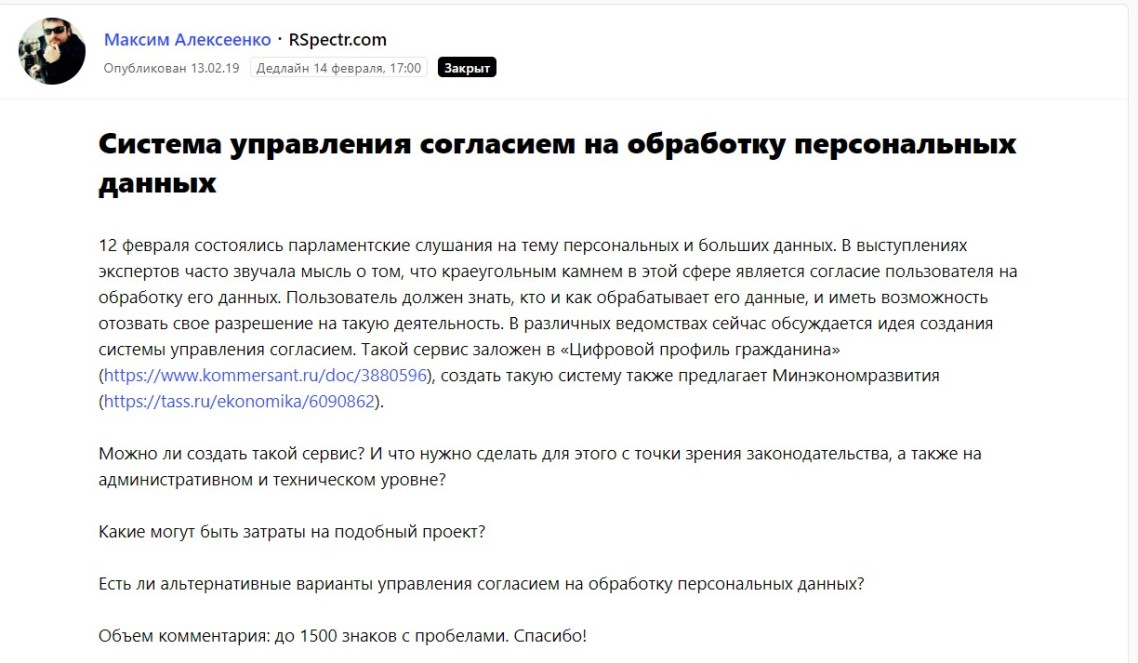 Максим Алексеенко · RSpectr.com
Опубликован 13.02.19 Дедлайн 14 февраля, 17:00 Закрыт
Система управления согласием на обработку персональных
данных
12 февраля состоялись парламентские слушания на тему персональных и больших данных. В выступлениях
экспертов часто звучала мысль о том, что краеугольным камнем в этой сфере является согласие пользователя на
обработку его данных. Пользователь должен знать, кто и как обрабатывает его данные, и иметь возможность
отозвать свое разрешение на такую деятельность. В различных ведомствах сейчас обсуждается идея создания
системы управления согласием. Такой сервис заложен в «Цифровой профиль гражданина»
(https://www.kommersant.ru/doc/3880596), создать такую систему также предлагает Минэкономразвития
(https://tass.ru/ekonomika/6090862).
Можно ли создать такой сервис? И что нужно сделать для этого с точки зрения законодательства, а также на
административном и техническом уровне?
Какие могут быть затраты на подобный проект?
Есть ли альтернативные варианты управления согласием на обработку персональных данных?
Объем комментария: до 1500 знаков с пробелами. Спасибо!